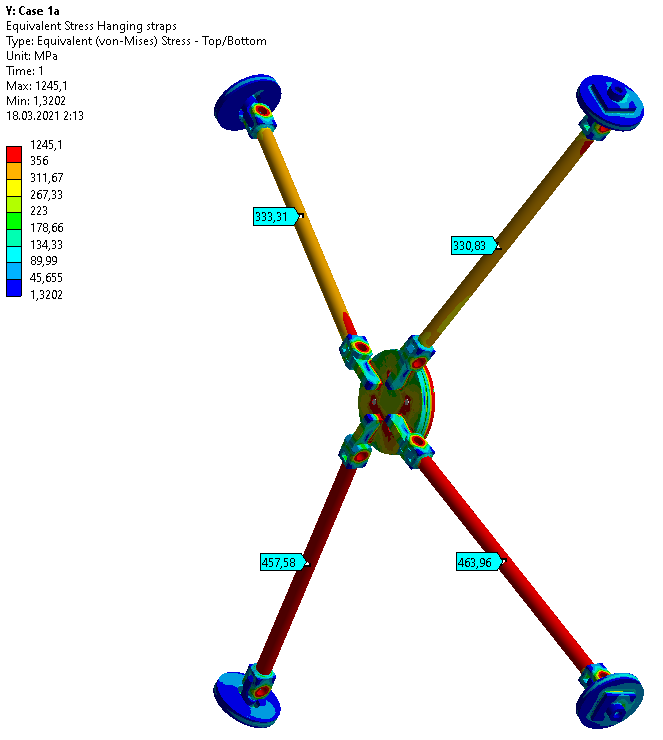 Y: Case 1a
Equivalent Stress Hanging straps
Type: Equivalent (von-Mises) Stress - Top/Bottom
Unit: MPa
Time: 1
Max: 1245,1
Min: 1,3202
18.03.2021 2:13
1245,1
356
311,67
267,33
223
178,66
134,33
89,99
45,655
1,3202
333,31
330,83
457,58
463,96